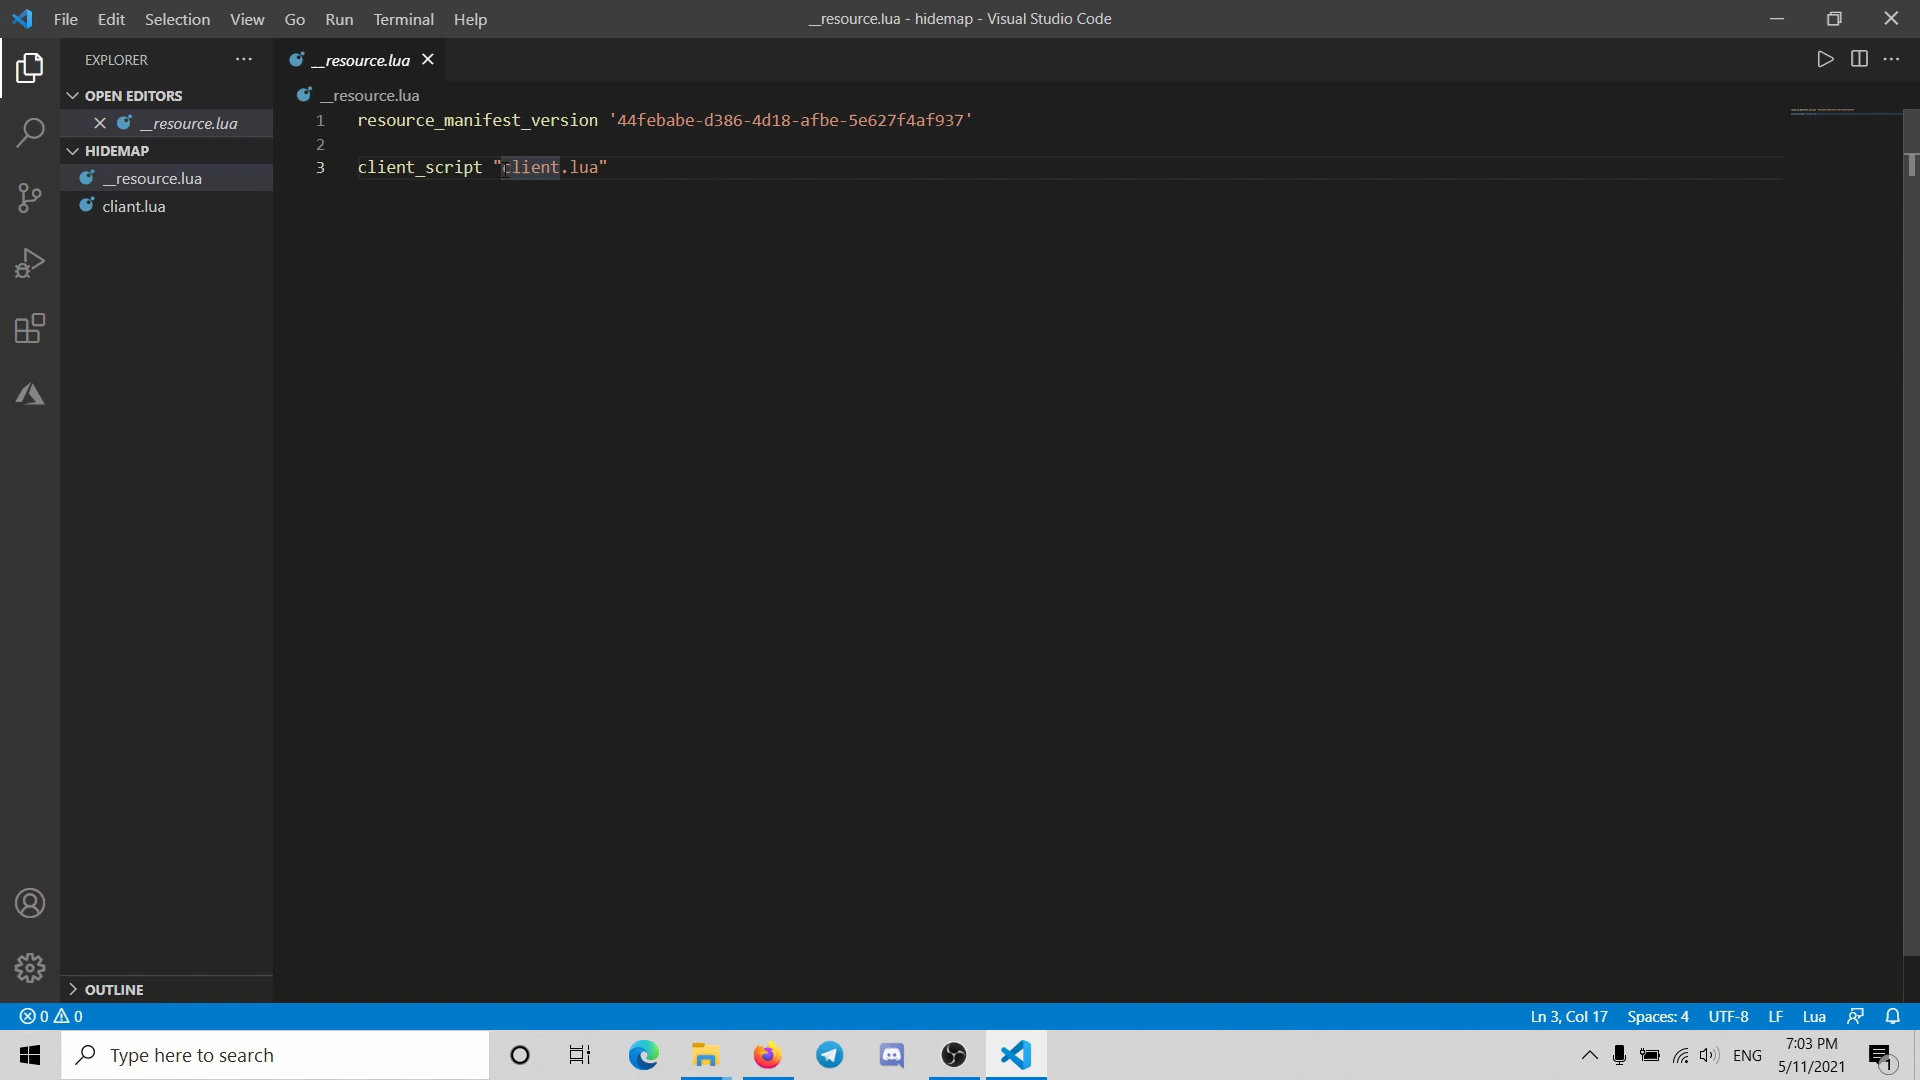 File Edit Selection View Go Run Terminal Help
__resource.lua - hidemap - Visual Studio Code
EXPLORER
OPEN EDITORS
__resource.lua
HIDEMAP
__resource.lua
cliant.lua
OUTLINE
__resource.lua
__resource.lua
1 resource_manifest_version '44febabe-d386-4d18-afbe-5e627f4af937'
2
3 client_script "client.lua"
0 0
Ln 3, Col 17 Spaces: 4 UTF-8 LF Lua
Type here to search
ENG
7:03 PM
5/11/2021
1